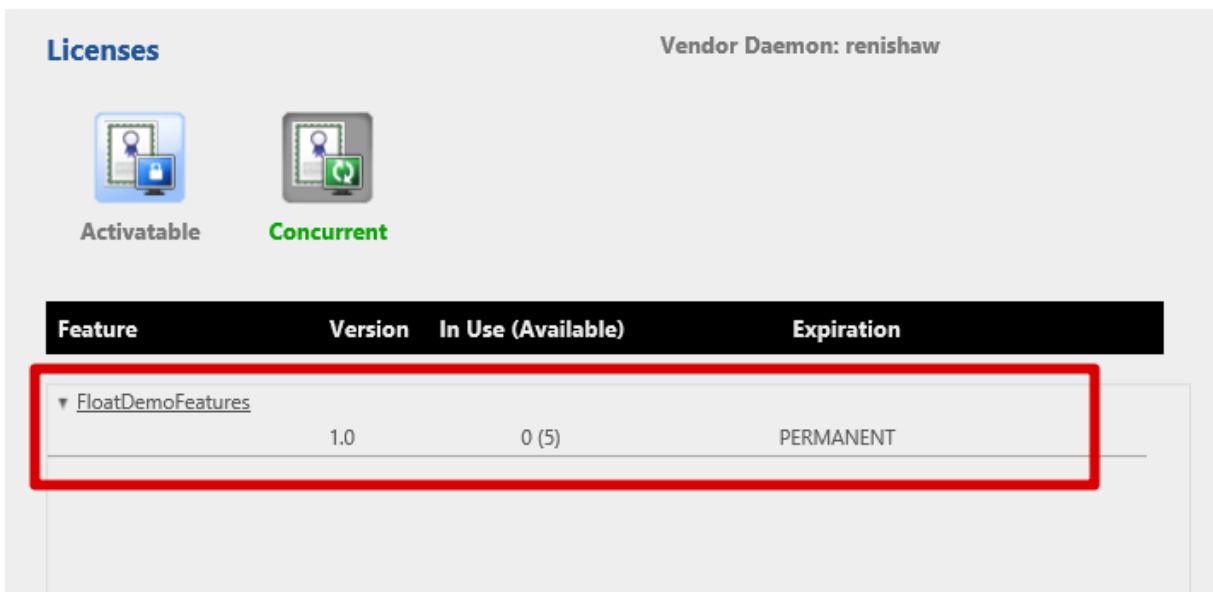 Licenses
Vendor Daemon: renishaw
Activatable
Concurrent
Feature Version In Use (Available) Expiration
FloatDemoFeatures
1.0 0 (5) PERMANENT